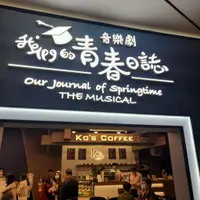 音樂劇
我們的青春日誌
Our Journal of Springtime
THE MUSICAL
Ko's COFFEE